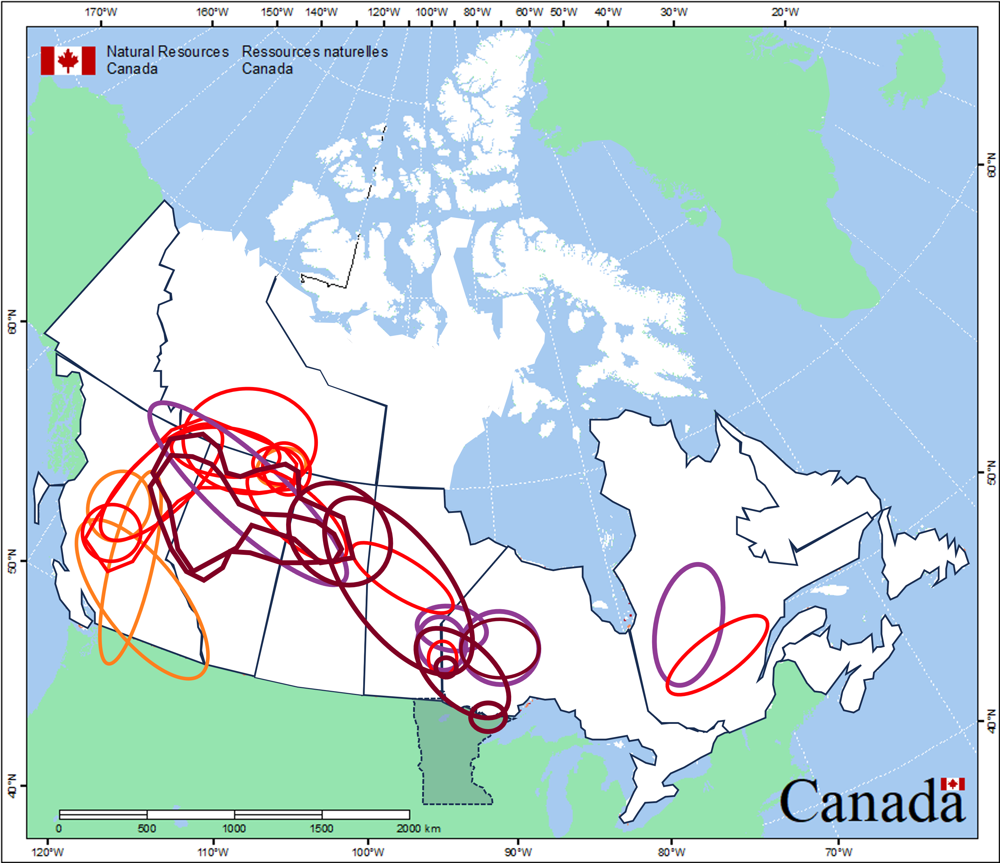 170°W 160°W 150°W 140°W 120°W 100°W 80°W 60°W 50°W 40°W 30°W 20°W
Natural Resources Ressources naturelles
Canada Canada
60°N
60°N
50°N
50°N
40°N
40°N
Canada
0 500 1000 1500 2000 km
120°W 110°W 100°W 90°W 80°W 70°W